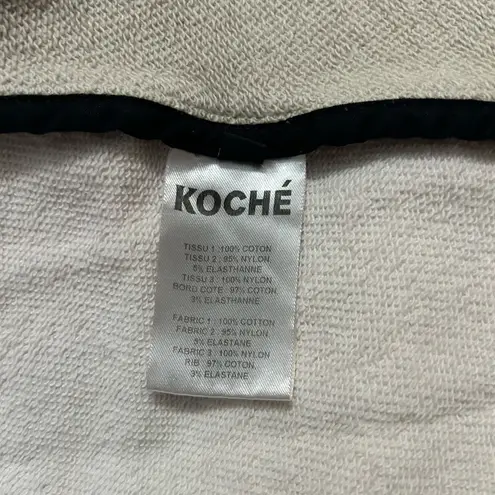 KOCHÉ
TISSU 1 : 100% COTON
TISSU 2 : 95% NYLON
5% ELASTHANNE
TISSU 3 : 100% NYLON
BORD COTE : 97% COTON
3% ELASTHANNE
FABRIC 1 : 100% COTTON
FABRIC 2 : 95% NYLON
5% ELASTANE
FABRIC 3 : 100% NYLON
RIB : 97% COTON
3% ELASTANE